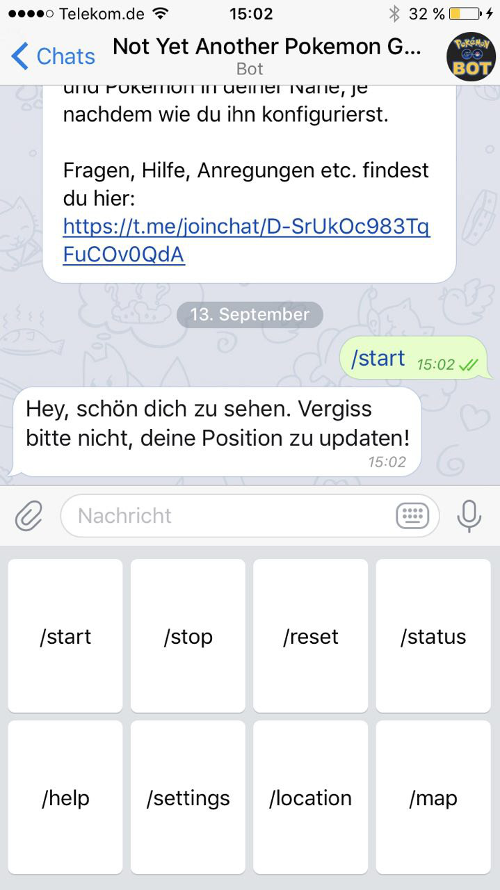 Telekom.de
15:02
32 %
Chats
Not Yet Another Pokemon G...
Bot
POKÉMON
GO
BOT
und Pokemon in deiner Nähe, je
nachdem wie du ihn konfigurierst.
Fragen, Hilfe, Anregungen etc. findest
du hier:
https://t.me/joinchat/D-SrUkOc983Tq
FuCOv0QdA
13. September
/start 15:02
Hey, schön dich zu sehen. Vergiss
bitte nicht, deine Position zu updaten!
15:02
Nachricht
/start /stop /reset /status
/help /settings /location /map